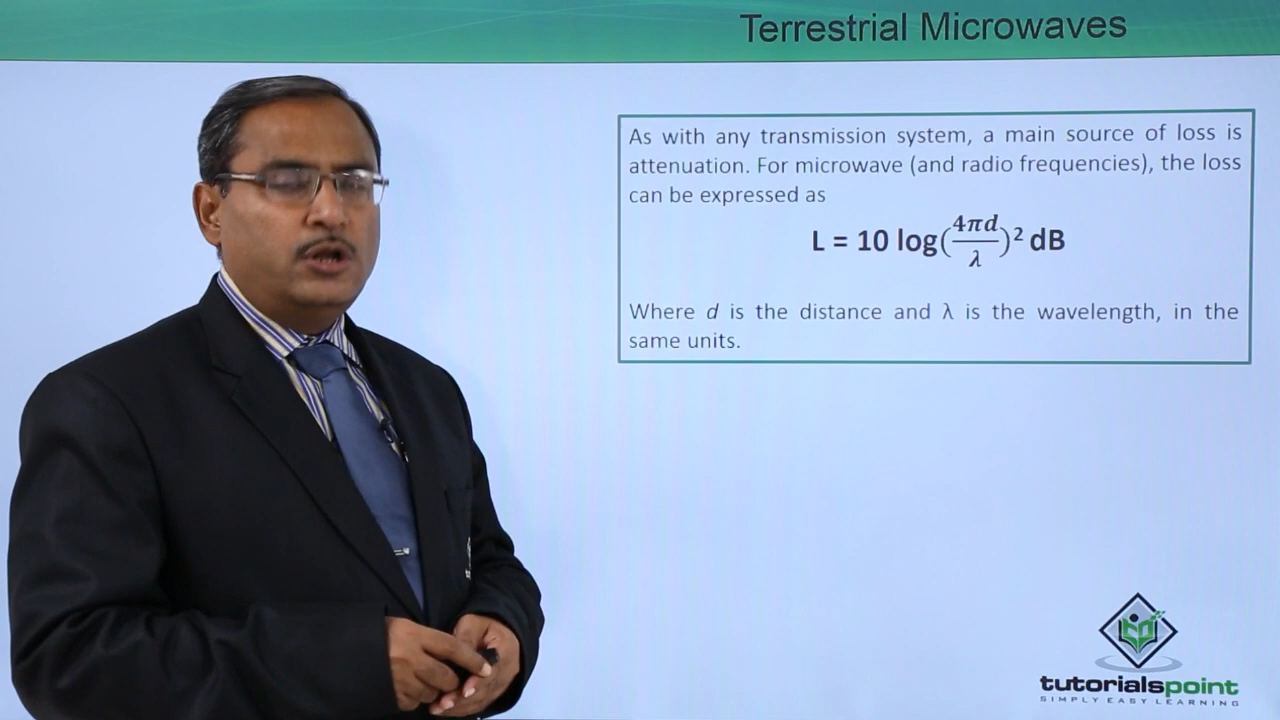 Terrestrial Microwaves
As with any transmission system, a main source of loss is
attenuation. For microwave (and radio frequencies), the loss
can be expressed as
L = 10 log(4πd/λ)² dB
Where d is the distance and λ is the wavelength, in the
same units.
tutorialspoint
SIMPLY EASY LEARNING